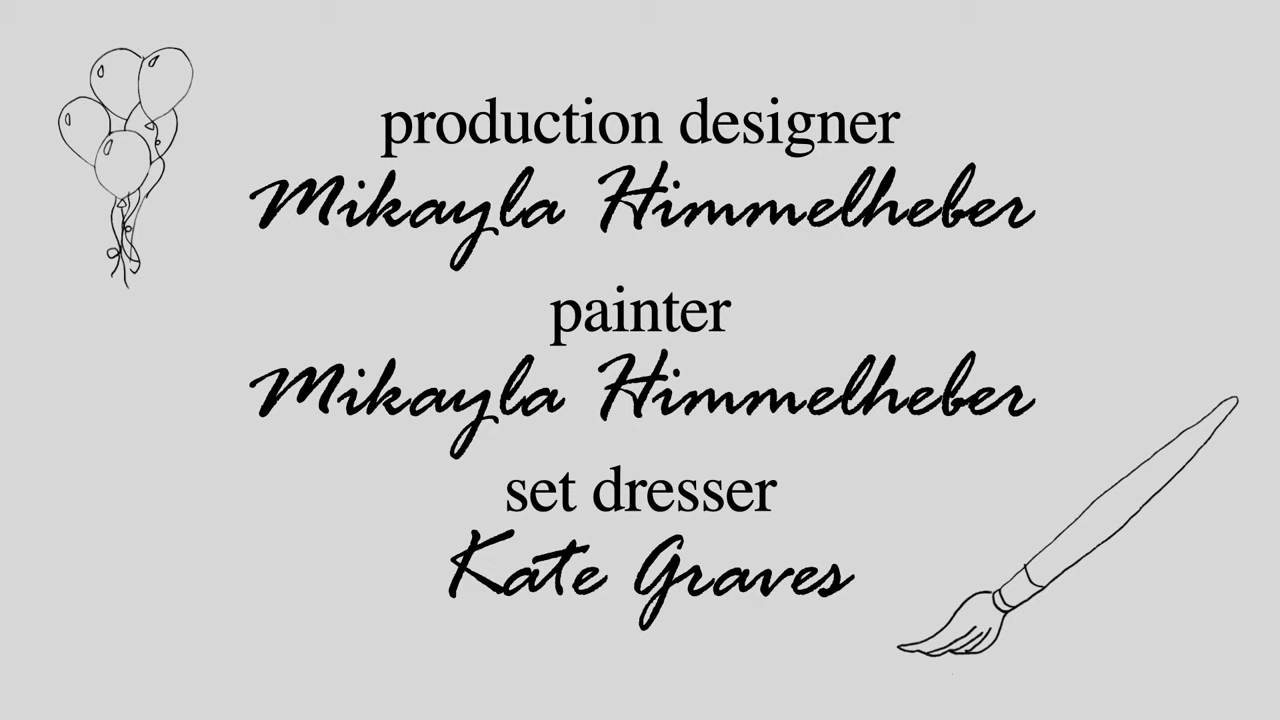 production designer
Mikayla Himmelheber
painter
Mikayla Himmelheber
set dresser
Kate Graves